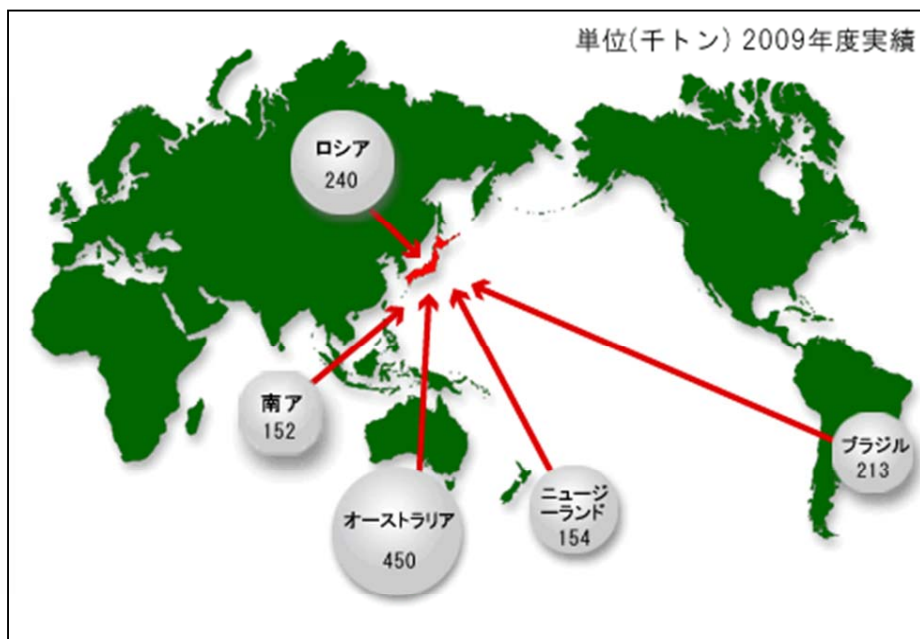 単位(千トン) 2009年度実績
ロシア
240
南ア
152
オーストラリア
450
ニュージ
ーランド
154
ブラジル
213